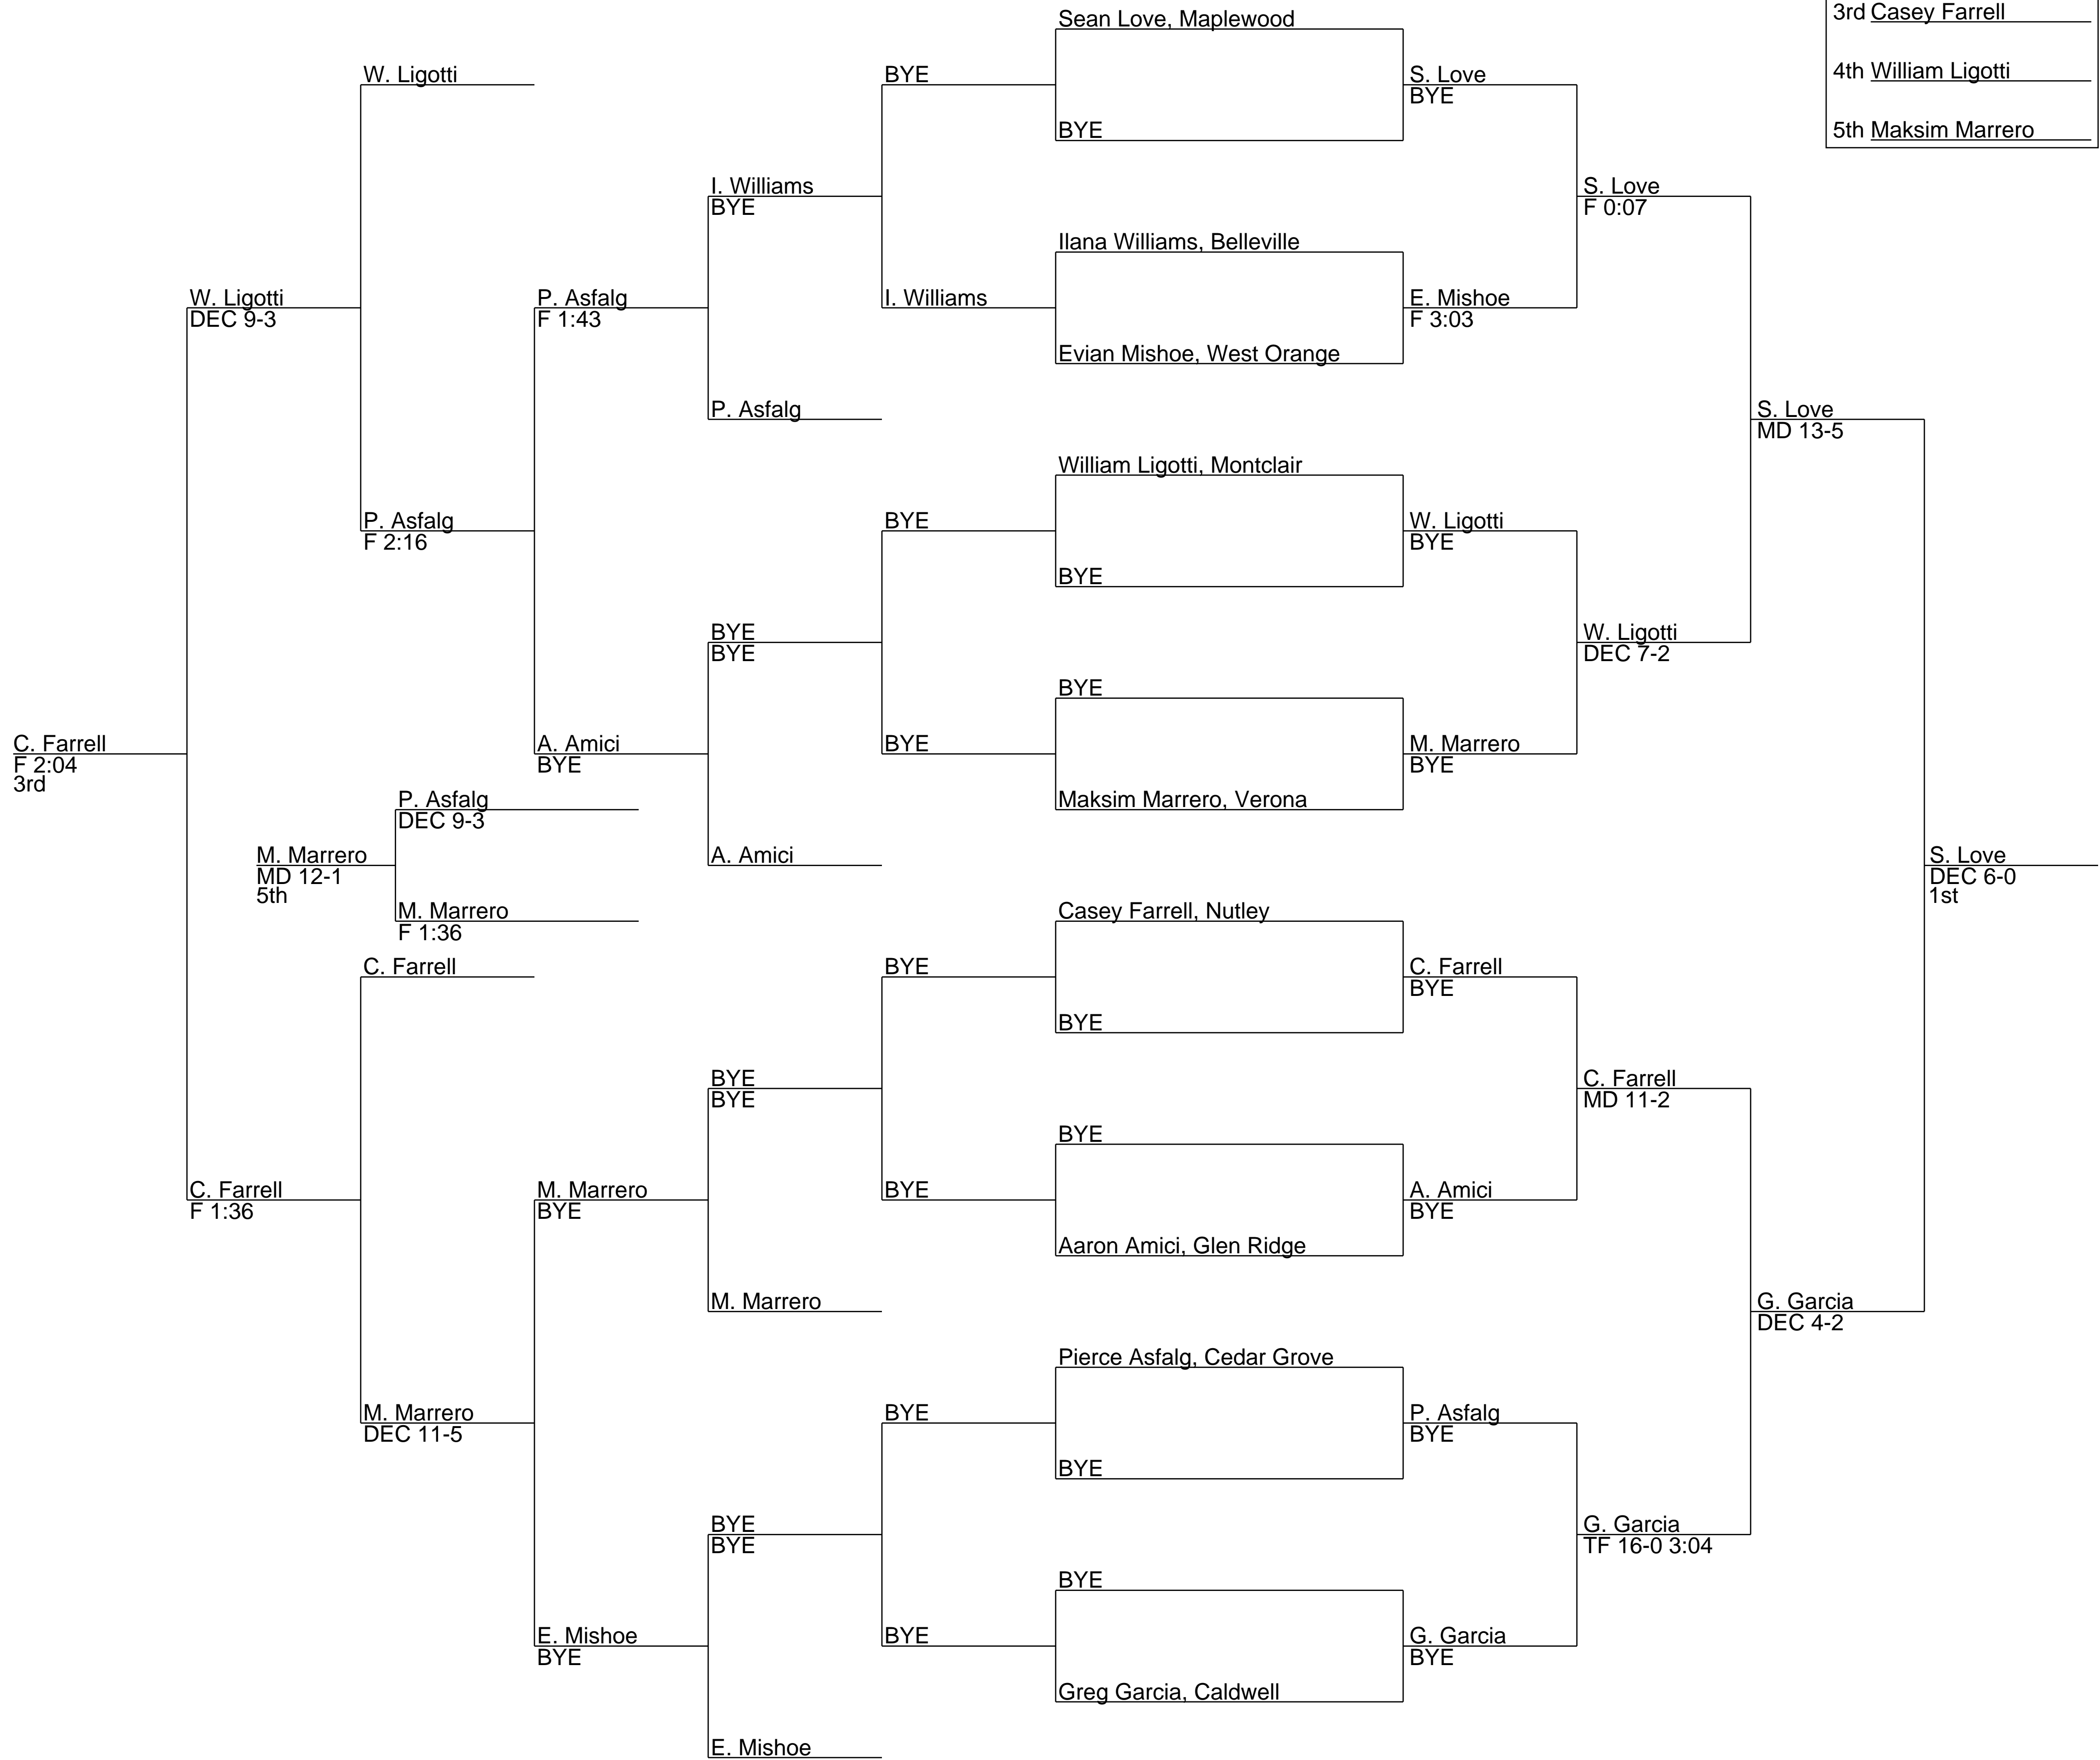 3rd Casey Farrell
4th William Ligotti
5th Maksim Marrero
Sean Love, Maplewood
W. Ligotti
BYE
S. Love
BYE
BYE
I. Williams
BYE
S. Love
F 0:07
Ilana Williams, Belleville
W. Ligotti
DEC 9-3
P. Asfalg
F 1:43
I. Williams
E. Mishoe
F 3:03
Evian Mishoe, West Orange
P. Asfalg
S. Love
MD 13-5
William Ligotti, Montclair
P. Asfalg
F 2:16
BYE
W. Ligotti
BYE
BYE
BYE
BYE
W. Ligotti
DEC 7-2
BYE
C. Farrell
F 2:04
3rd
A. Amici
BYE
BYE
M. Marrero
BYE
P. Asfalg
DEC 9-3
Maksim Marrero, Verona
M. Marrero
MD 12-1
5th
A. Amici
S. Love
DEC 6-0
1st
M. Marrero
F 1:36
Casey Farrell, Nutley
C. Farrell
BYE
C. Farrell
BYE
BYE
BYE
BYE
C. Farrell
MD 11-2
BYE
C. Farrell
F 1:36
M. Marrero
BYE
BYE
A. Amici
BYE
Aaron Amici, Glen Ridge
M. Marrero
G. Garcia
DEC 4-2
Pierce Asfalg, Cedar Grove
M. Marrero
DEC 11-5
BYE
P. Asfalg
BYE
BYE
BYE
BYE
G. Garcia
TF 16-0 3:04
BYE
E. Mishoe
BYE
BYE
G. Garcia
BYE
Greg Garcia, Caldwell
E. Mishoe